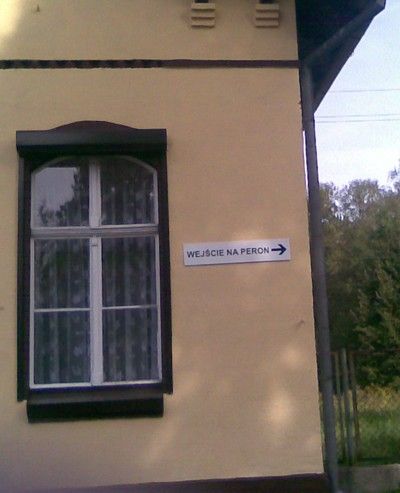 WEJŚCIE NA PERON →